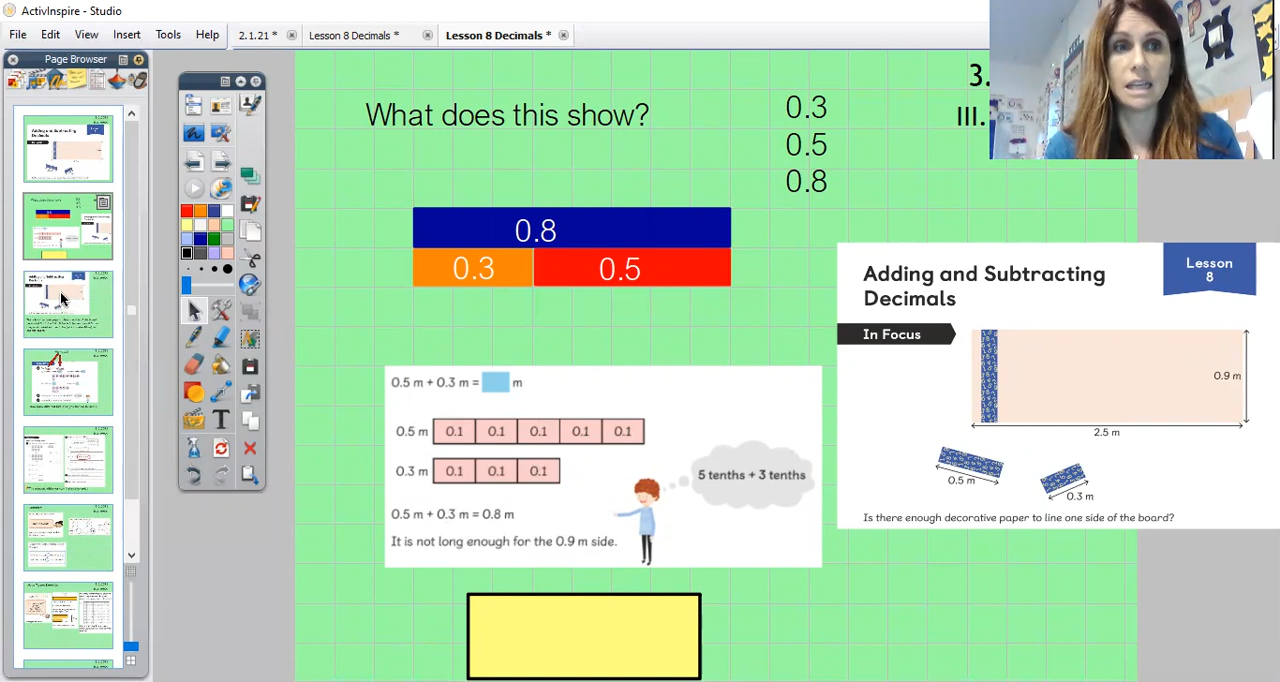 ActivInspire - Studio
File Edit View Insert Tools Help
2.1.21 * Lesson 8 Decimals * Lesson 8 Decimals *
Page Browser
What does this show?
0.3
0.5
0.8
3.
III.
0.8
0.3 0.5
0.5 m + 0.3 m = m
0.5 m 0.1 0.1 0.1 0.1 0.1
0.3 m 0.1 0.1 0.1
5 tenths + 3 tenths
0.5 m + 0.3 m = 0.8 m
It is not long enough for the 0.9 m side.
Adding and Subtracting
Decimals
Lesson
8
In Focus
0.9 m
2.5 m
0.5 m
0.3 m
Is there enough decorative paper to line one side of the board?